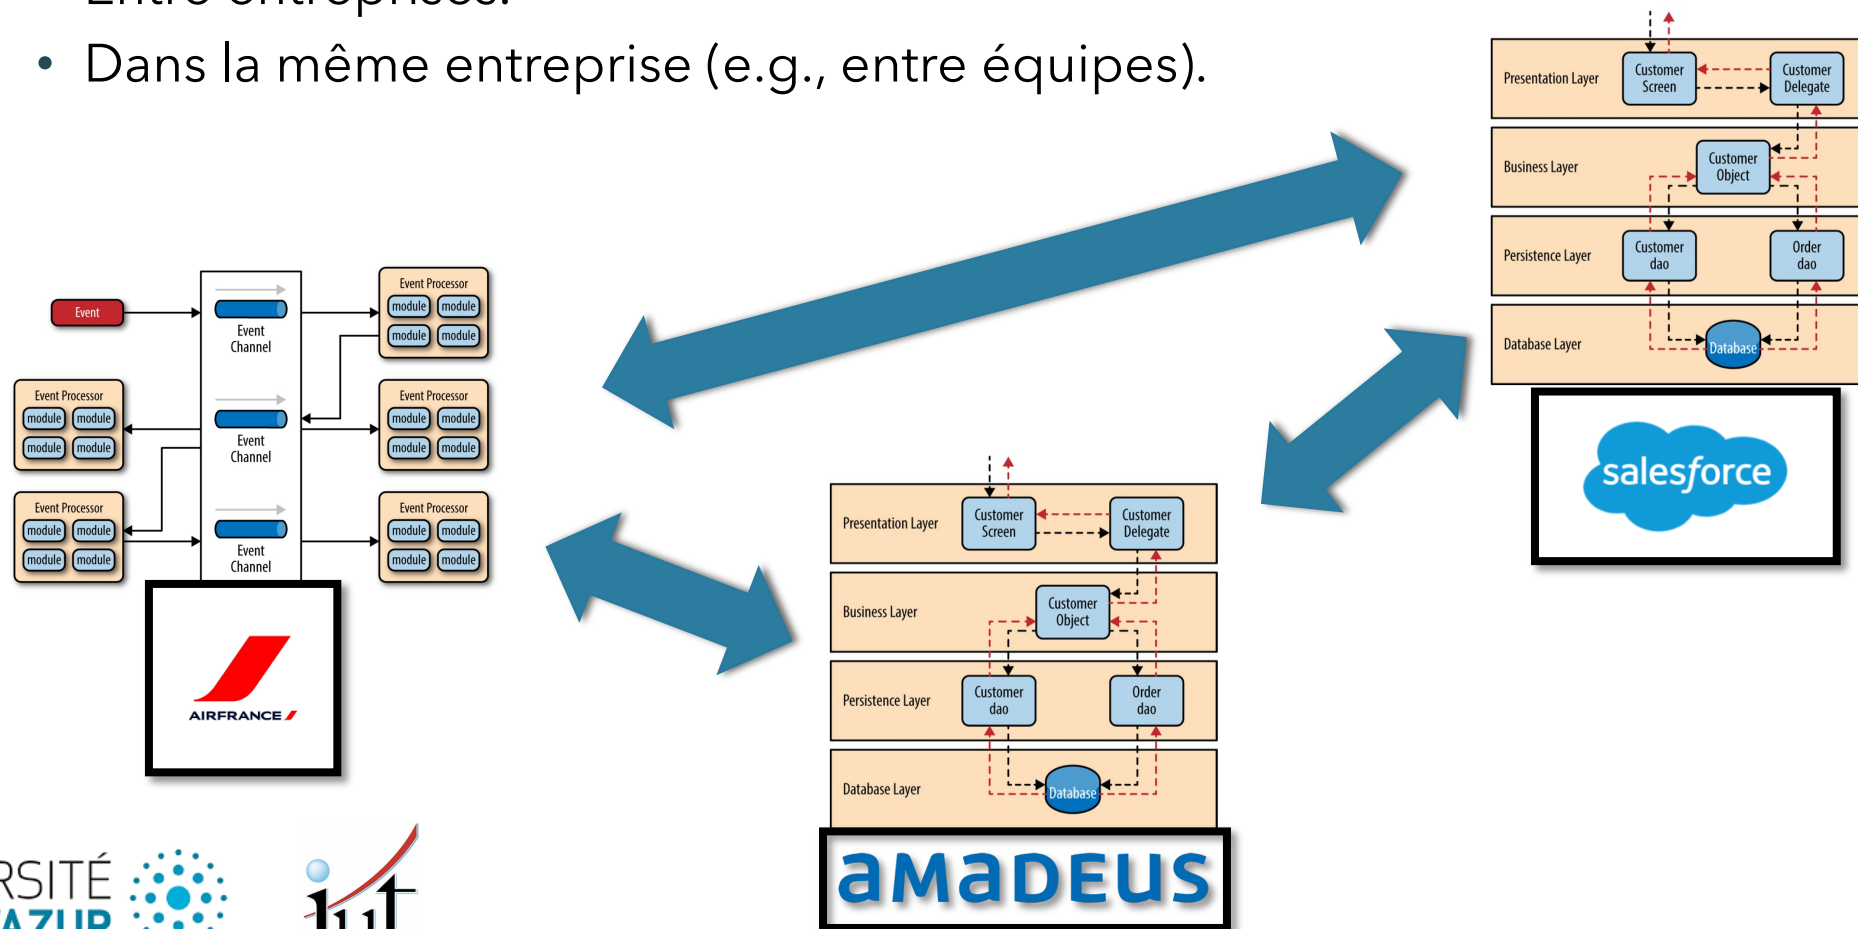 Entre entreprises.
• Dans la même entreprise (e.g., entre équipes).
Event
Event
Channel
Event
Channel
Event
Channel
Event Processor
module module
module module
Event Processor
module module
module module
Event Processor
module module
module module
Event Processor
module module
module module
Event Processor
module module
module module
AIRFRANCE
Presentation Layer
Customer
Screen
Customer
Delegate
Business Layer
Customer
Object
Persistence Layer
Customer
dao
Order
dao
Database Layer
Database
amadeus
Presentation Layer
Customer
Screen
Customer
Delegate
Business Layer
Customer
Object
Persistence Layer
Customer
dao
Order
dao
Database Layer
Database
salesforce
RSITÉ
'AZUR
iut